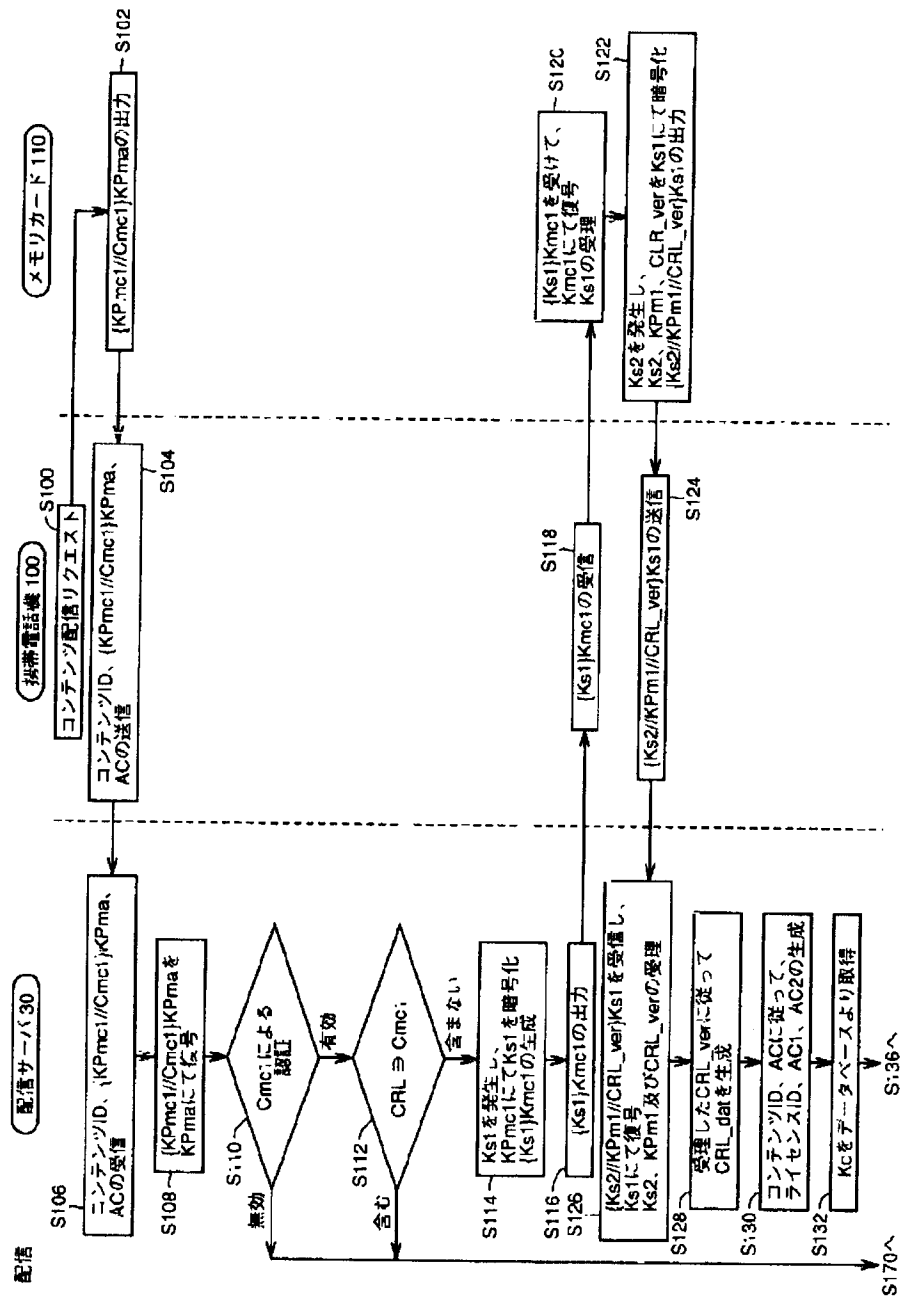 配信
配信サーバ 30
携帯電話機 100
メモリカード 110
コンテンツ配信リクエスト
S100
{KPmc1//Cmc1}KPmaの出力
S102
コンテンツID、{KPmc1//Cmc1}KPma、
ACの送信
S104
コンテンツID、{KPmc1//Cmc1}KPma、
ACの受信
S106
{KPmc1//Cmc1}KPmaを
KPmaにて復号
S108
Cmc1による
認証
S110
無効
有効
CRL∋Cmc1
S112
含む
含まない
Ks1を発生し、
KPmc1にてKs1を暗号化
{Ks1}Kmc1の生成
S114
{Ks1}Kmc1の出力
S116
{Ks1}Kmc1の受信
S118
{Ks1}Kmc1を受けて、
Kmc1にて復号
Ks1の受理
S120
Ks2を発生し、
Ks2、KPm1、CLR_verをKs1にて暗号化
{Ks2//KPm1//CRL_ver}Ks1の出力
S122
{Ks2//KPm1//CRL_ver}Ks1の送信
S124
{Ks2//KPm1//CRL_ver}Ks1を受信し、
Ks1にて復号
Ks2、KPm1及びCRL_verの受理
S126
受理したCRL_verに従って
CRL_datを生成
S128
コンテンツID、ACに従って、
ライセンスID、AC1、AC2の生成
S130
Kcをデータベースより取得
S132
S170へ
S136へ